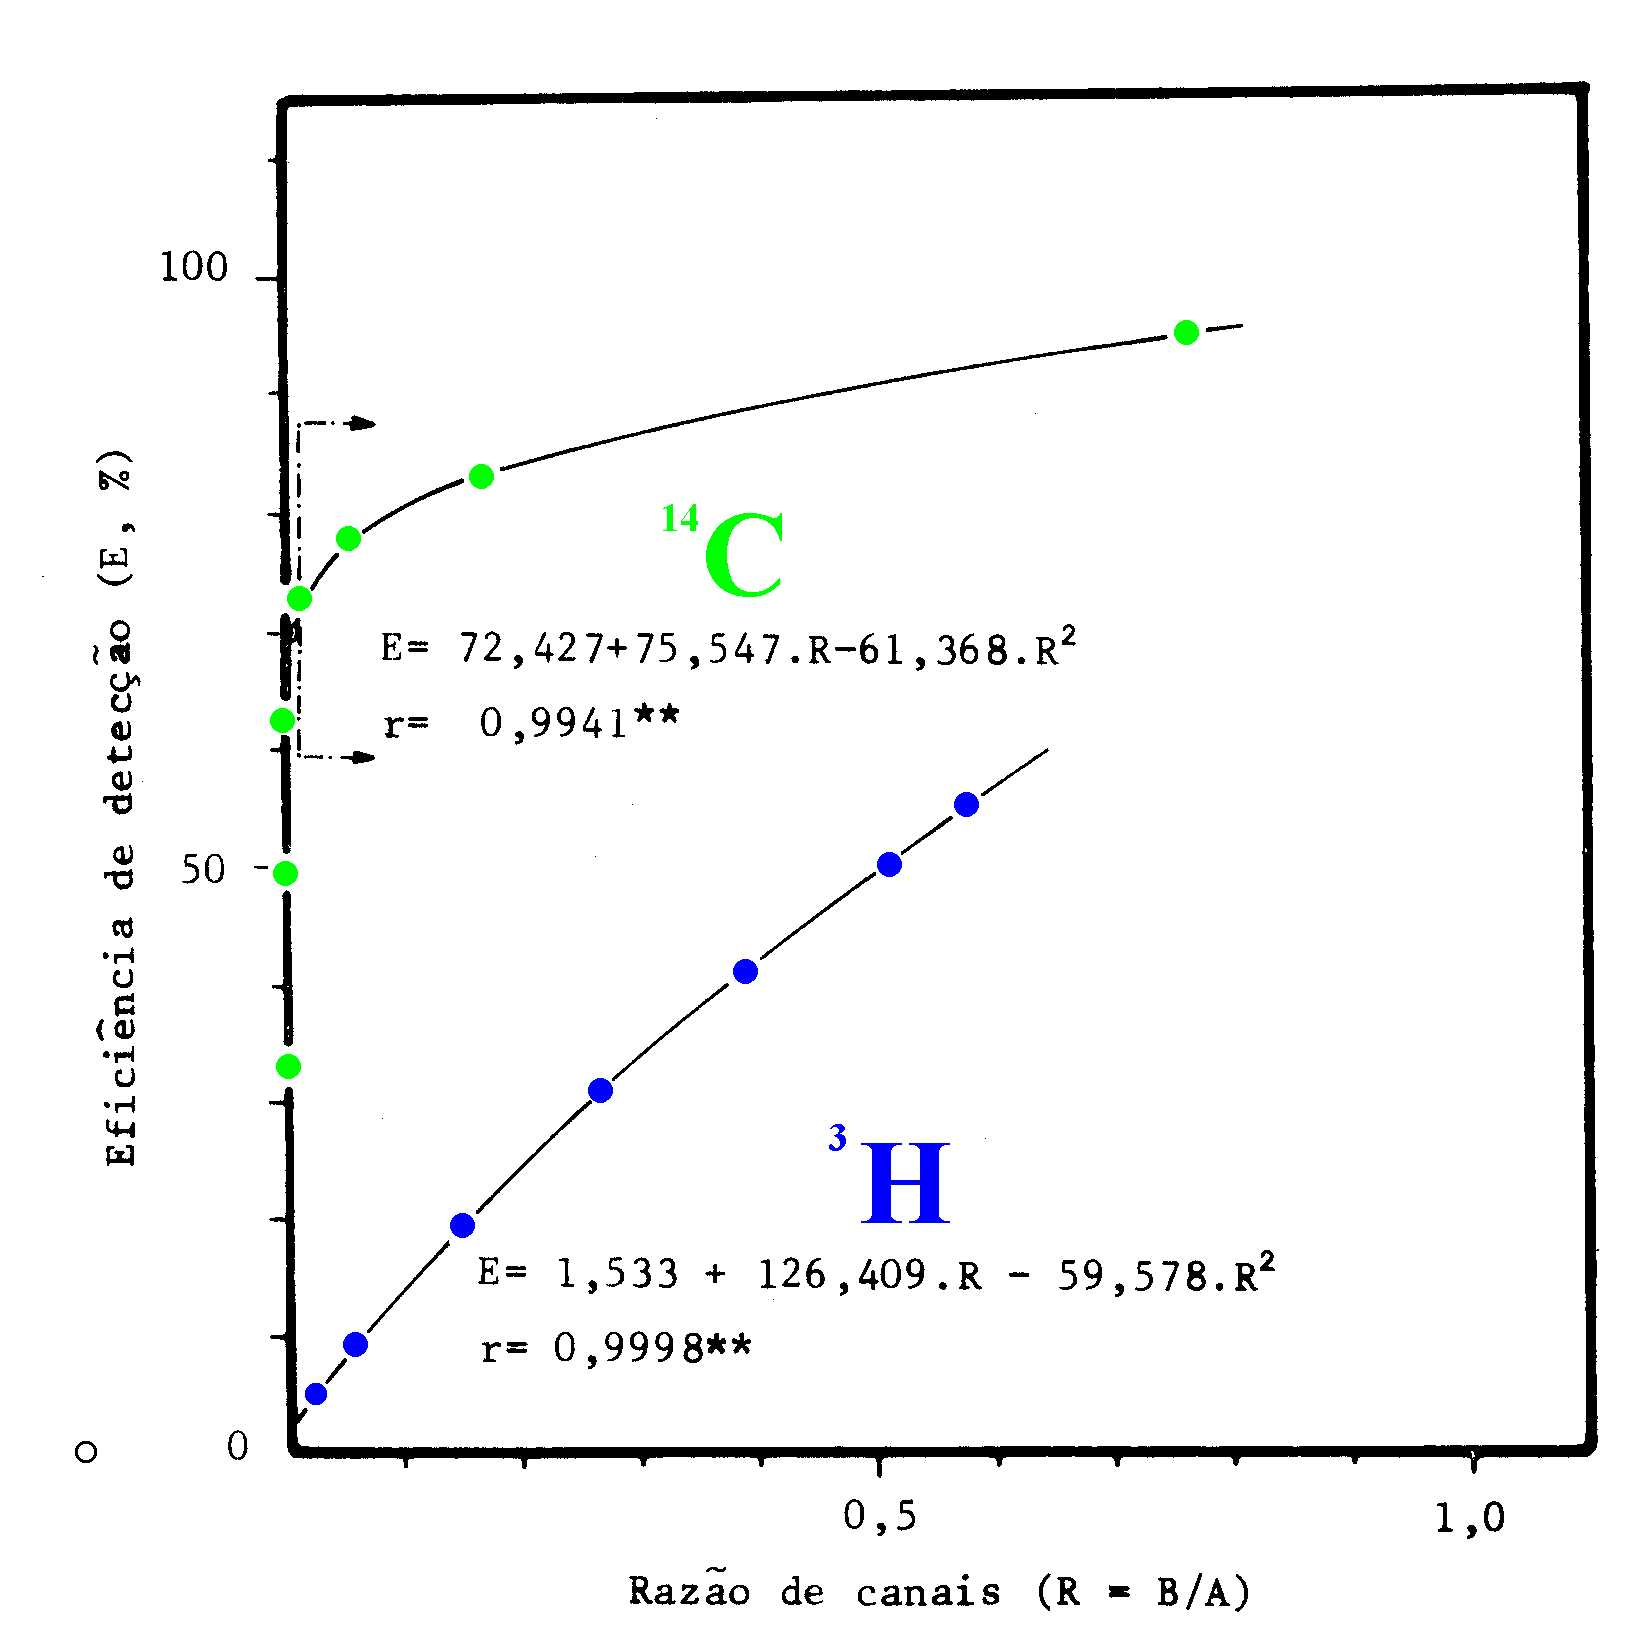 100
50
0
Eficiência de detecção (E, %)
14C
E= 72,427+75,547.R-61,368.R²
r= 0,9941**
3H
E= 1,533 + 126,409.R - 59,578.R²
r= 0,9998**
0,5
1,0
Razão de canais (R = B/A)